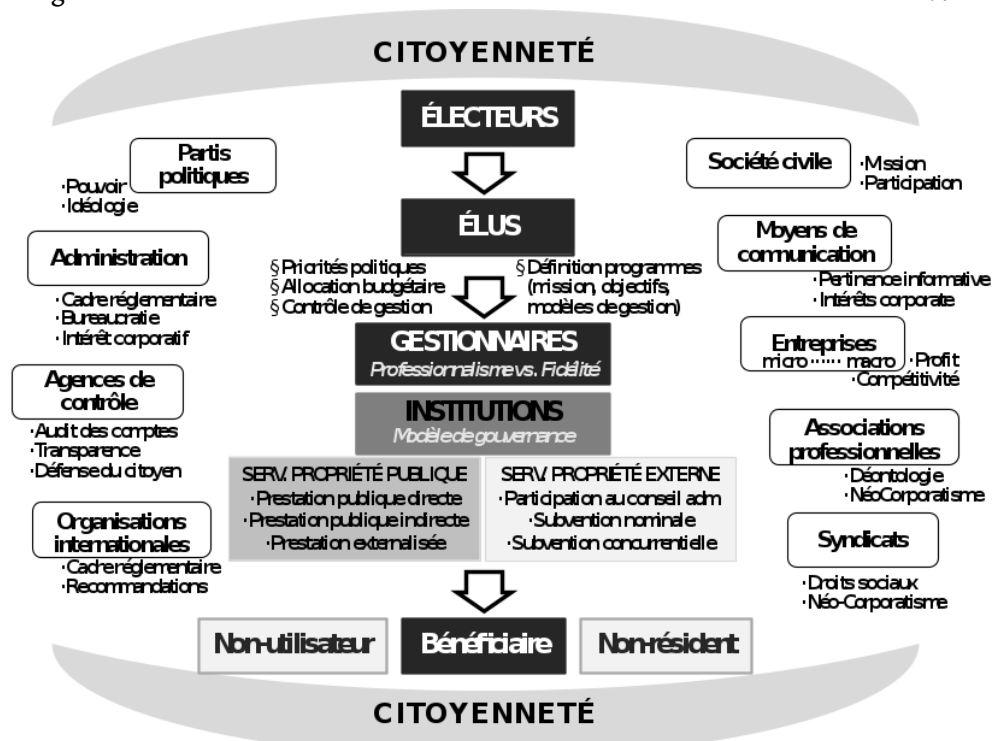 CITOYENNETÉ
ÉLECTEURS
Partis
politiques
·Pouvoir
·Idéologie
Société civile
·Mission
·Participation
ÉLUS
Administration
·Cadre réglementaire
·Bureaucratie
·Intérêt corporatif
§ Priorités politiques
§ Allocation budgétaire
§ Contrôle de gestion
§ Définition programmes
(mission, objectifs,
modèles de gestion)
Moyens de
communication
·Pertinence informative
·Intérêts corporate
GESTIONNAIRES
Professionnalisme vs. Fidélité
Entreprises
micro ······ macro
·Profit
·Compétitivité
Agences de
contrôle
·Audit des comptes
·Transparence
·Défense du citoyen
INSTITUTIONS
Modèle de gouvernance
Associations
professionnelles
·Déontologie
·NéoCorporatisme
SERV. PROPRIÉTÉ PUBLIQUE
·Prestation publique directe
·Prestation publique indirecte
·Prestation externalisée
SERV. PROPRIÉTÉ EXTERNE
·Participation au conseil adm
·Subvention nominale
·Subvention concurrentielle
Organisations
internationales
·Cadre réglementaire
·Recommandations
Syndicats
·Droits sociaux
·Néo-Corporatisme
Non-utilisateur
Bénéficiaire
Non-résident
CITOYENNETÉ